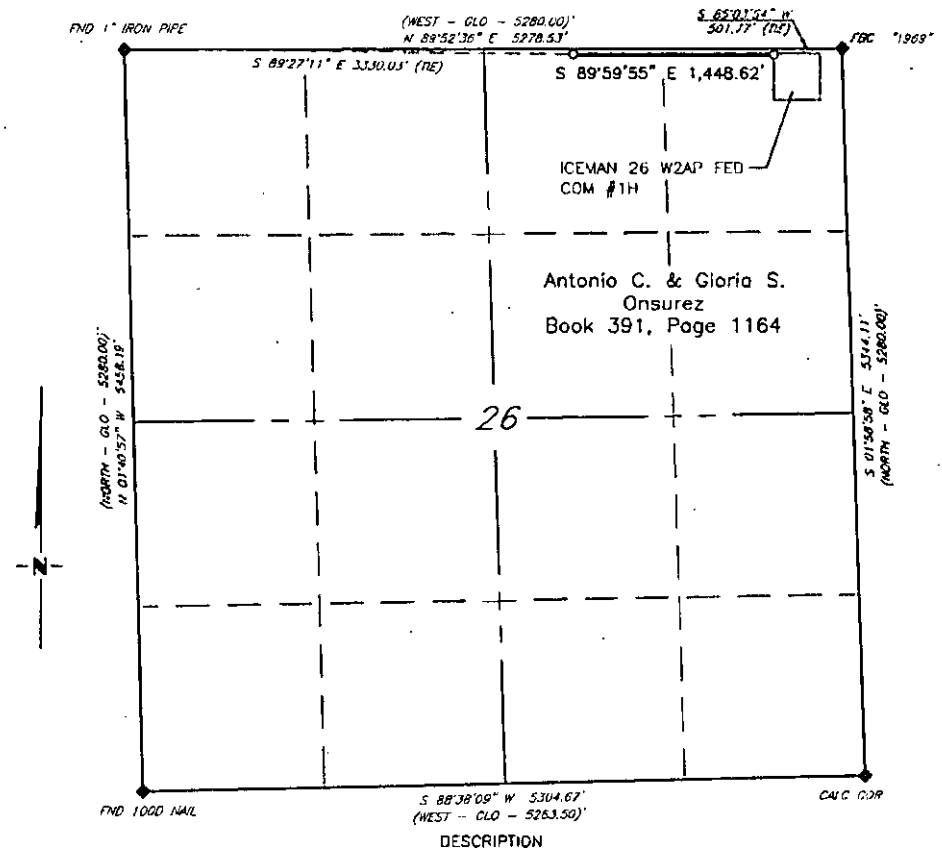 FND 1" IRON PIPE
(WEST - GLO - 5280.00)'
N 89°52'36" E 5278.53'
S 65°03'54" W
501.77' (TIE)
FBC "1969"
S 89°27'11" E 3330.03' (TIE)
S 89°59'55" E 1,448.62'
ICEMAN 26 W2AP FED
COM #1H
Antonio C. & Gloria S.
Onsurez
Book 391, Page 1164
(NORTH - GLO - 5280.00)'
N 01°40'57" W 5458.19'
26
S 01°58'58" E 5344.11'
(NORTH - GLO - 5280.00)'
N
FND 100D NAIL
S 88°38'09" W 5304.67'
(WEST -- GLO - 5263.50)'
CALC COR
DESCRIPTION